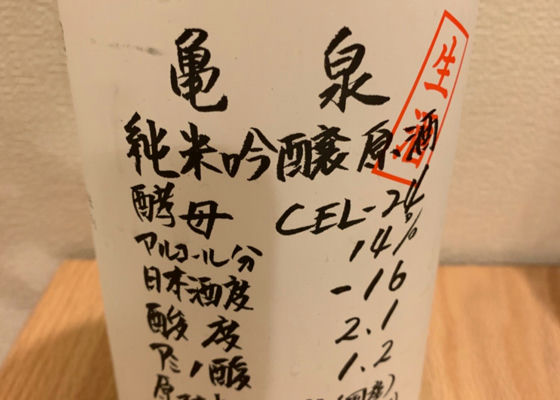 亀泉
生酒
純米吟醸原酒
酵母 CEL-24
アルコール分 14%
日本酒度 -16
酸度 2.1
アミノ酸 1.2